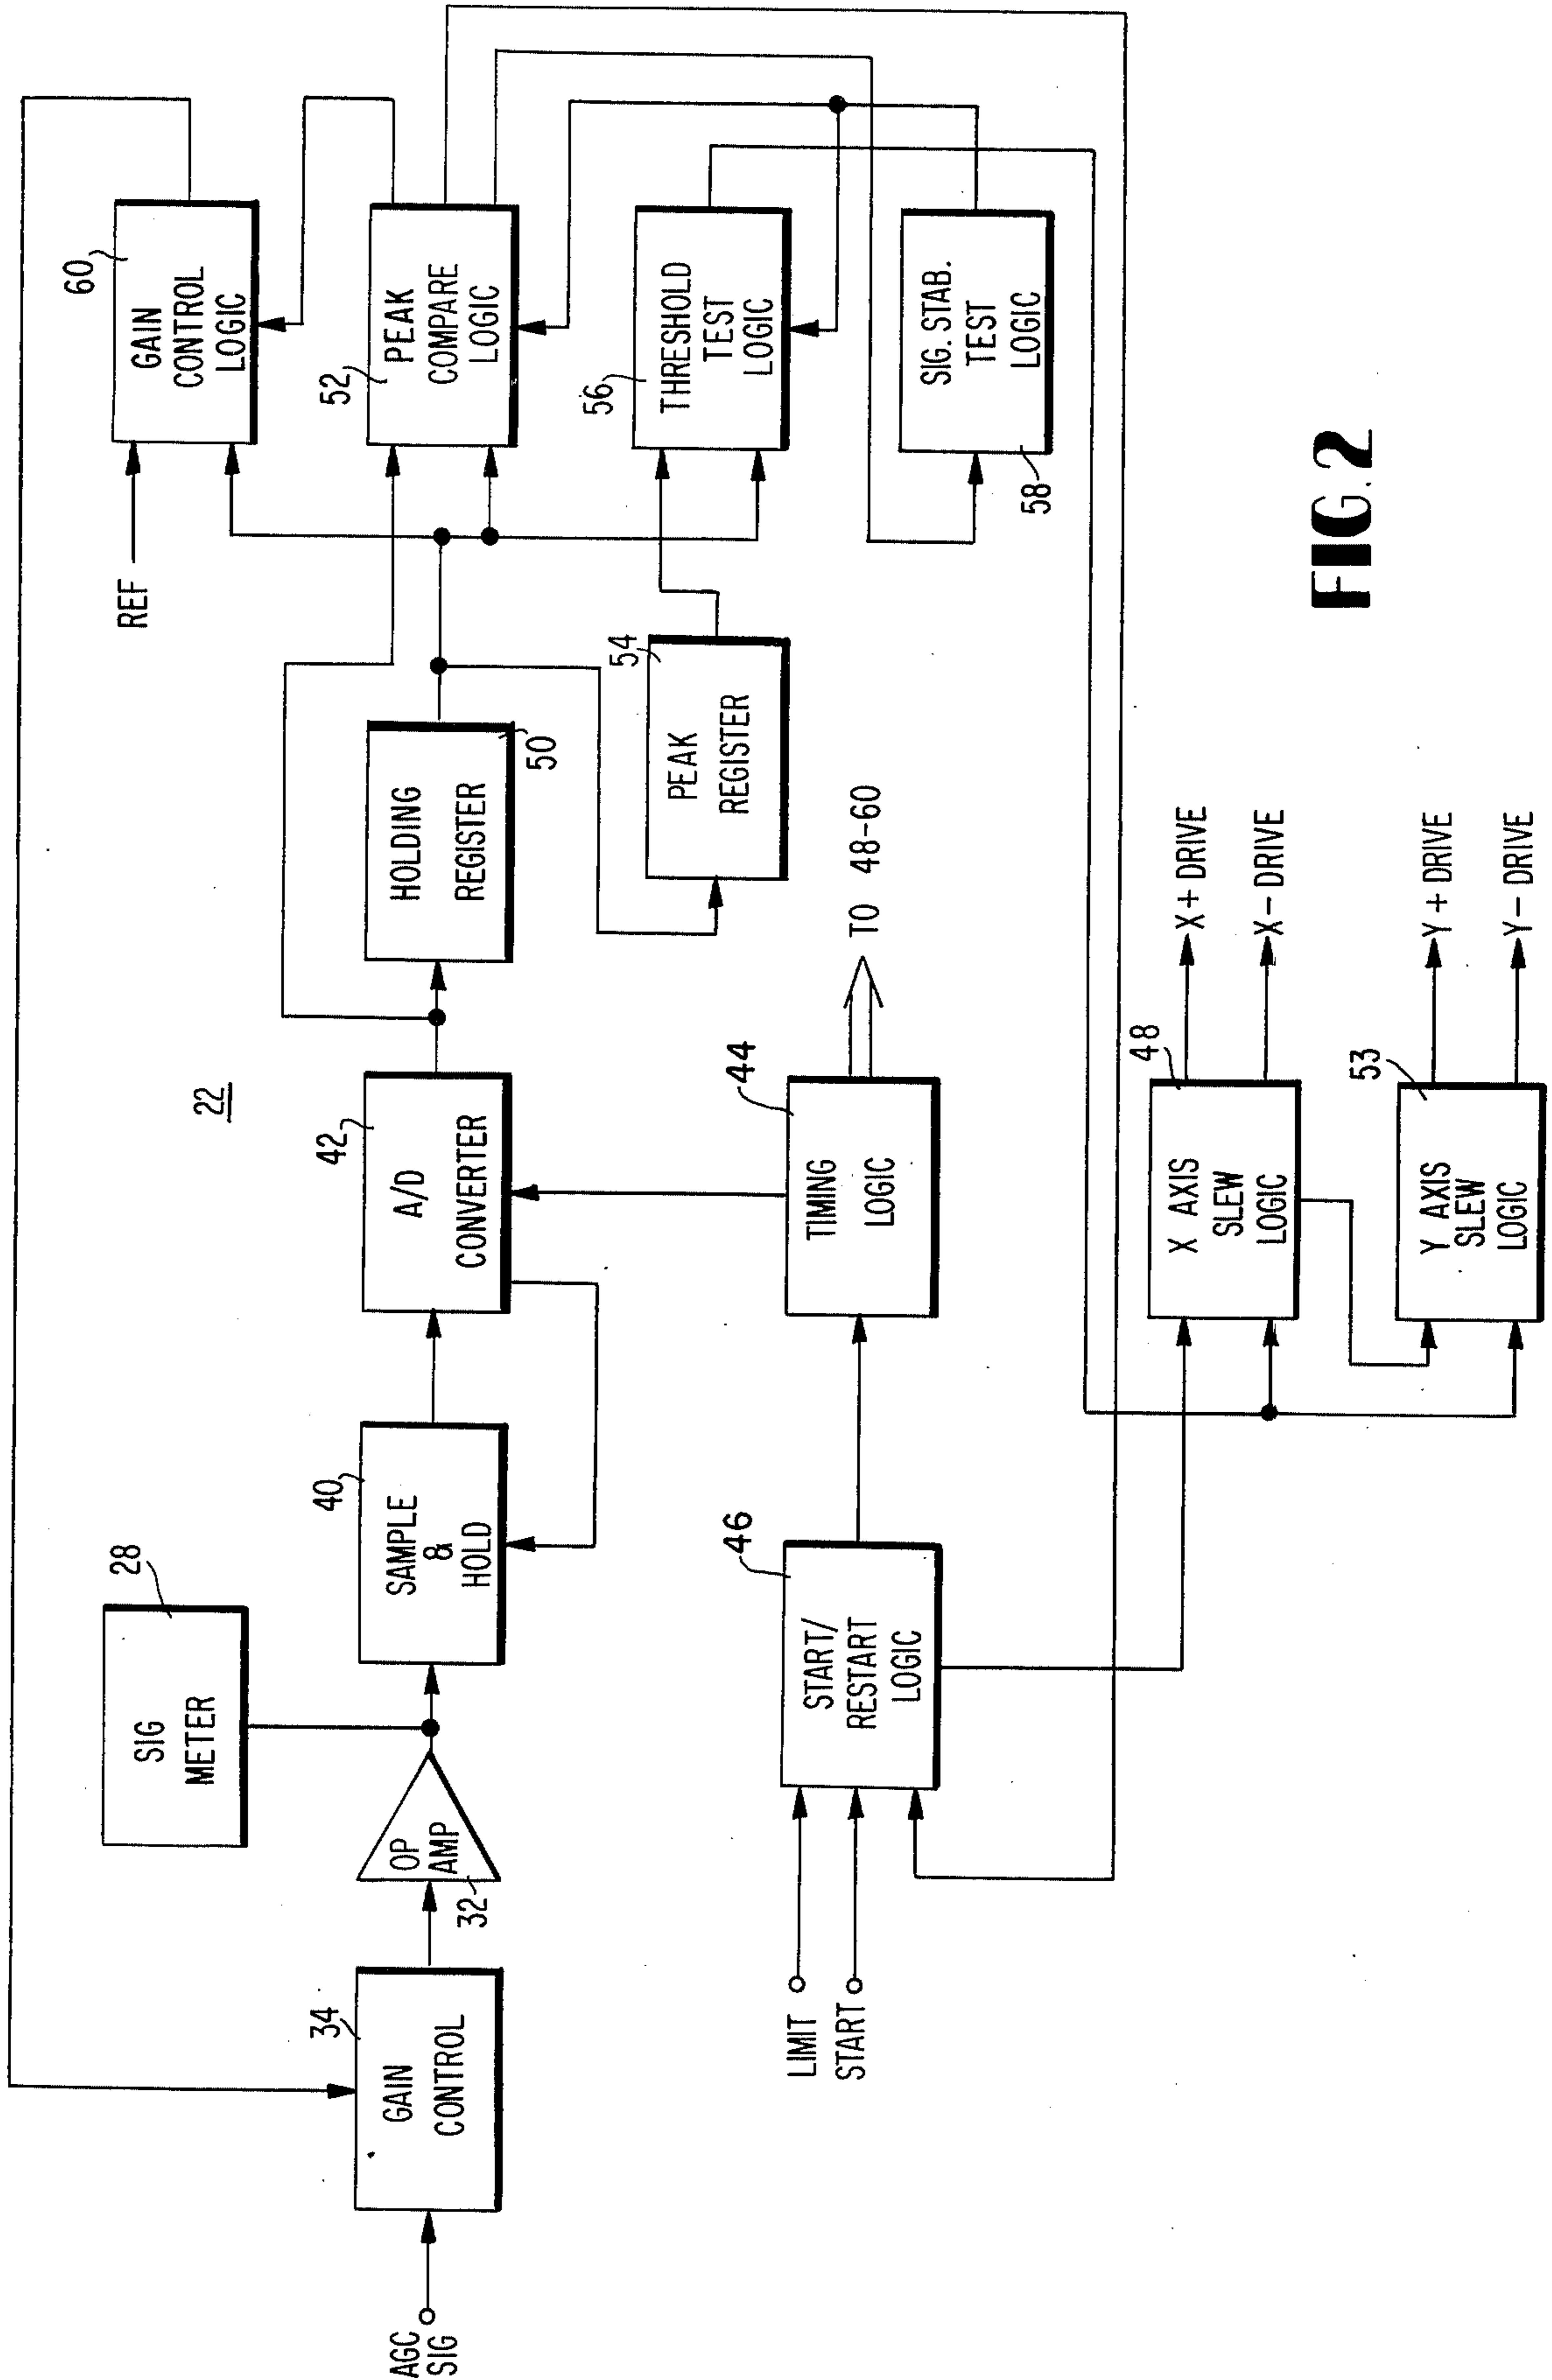 22
AGC
SIG
34
GAIN
CONTROL
OP
AMP
32
SIG
METER
28
40
SAMPLE
&
HOLD
42
A/D
CONVERTER
HOLDING
REGISTER
50
REF
60
GAIN
CONTROL
LOGIC
52
PEAK
COMPARE
LOGIC
54
PEAK
REGISTER
56
THRESHOLD
TEST
LOGIC
58
SIG. STAB.
TEST
LOGIC
LIMIT
START
46
START/
RESTART
LOGIC
44
TIMING
LOGIC
TO 48-60
48
X AXIS
SLEW
LOGIC
X + DRIVE
X - DRIVE
53
Y AXIS
SLEW
LOGIC
Y + DRIVE
Y - DRIVE
FIG. 2